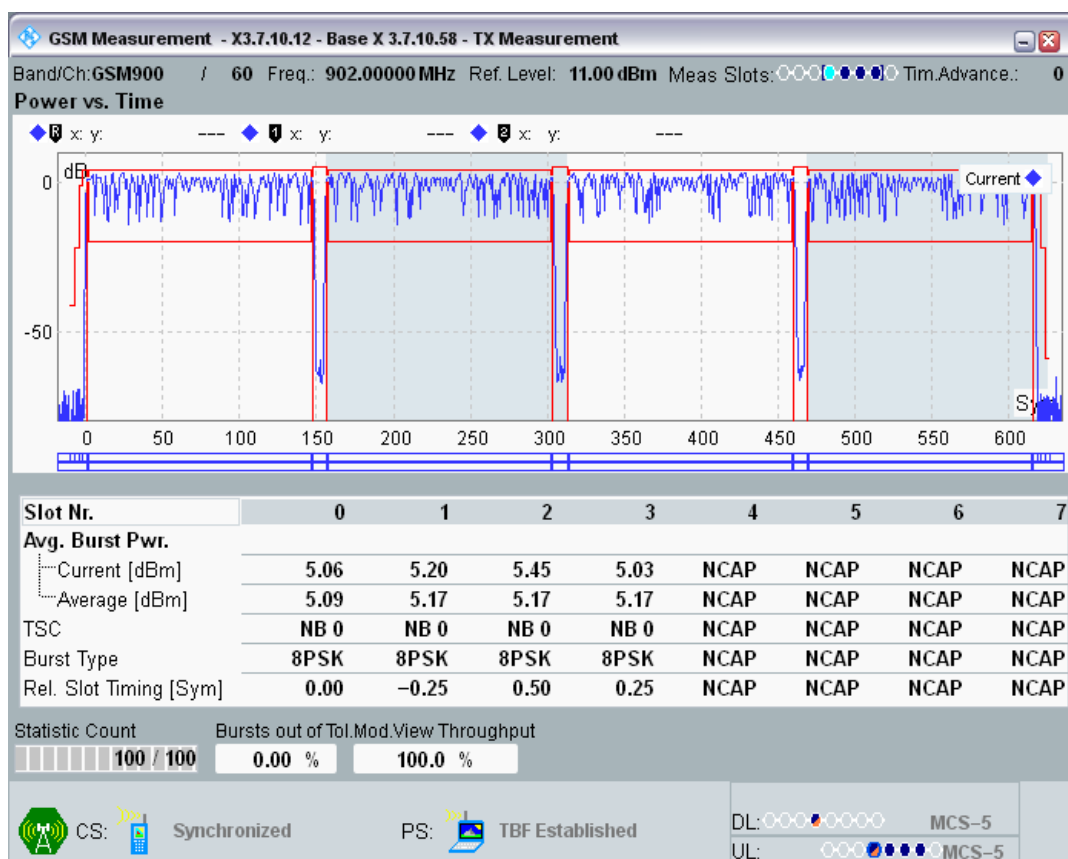 GSM Measurement - X3.7.10.12 - Base X 3.7.10.58 - TX Measurement
Band/Ch:GSM900 / 60 Freq.: 902.00000 MHz Ref. Level: 11.00 dBm Meas Slots: Tim.Advance.: 0
Power vs. Time
R x: y: --- 1 x: y: --- 2 x: y: ---
dB
Current
0
-50
0 50 100 150 200 250 300 350 400 450 500 550 600
Slot Nr. 0 1 2 3 4 5 6 7
Avg. Burst Pwr.
Current [dBm] 5.06 5.20 5.45 5.03 NCAP NCAP NCAP NCAP
Average [dBm] 5.09 5.17 5.17 5.17 NCAP NCAP NCAP NCAP
TSC NB 0 NB 0 NB 0 NB 0 NCAP NCAP NCAP NCAP
Burst Type 8PSK 8PSK 8PSK 8PSK NCAP NCAP NCAP NCAP
Rel. Slot Timing [Sym] 0.00 −0.25 0.50 0.25 NCAP NCAP NCAP NCAP
Statistic Count Bursts out of Tol.Mod.View Throughput
100 / 100 0.00 % 100.0 %
CS: Synchronized PS: TBF Established
DL: MCS−5
UL: MCS−5